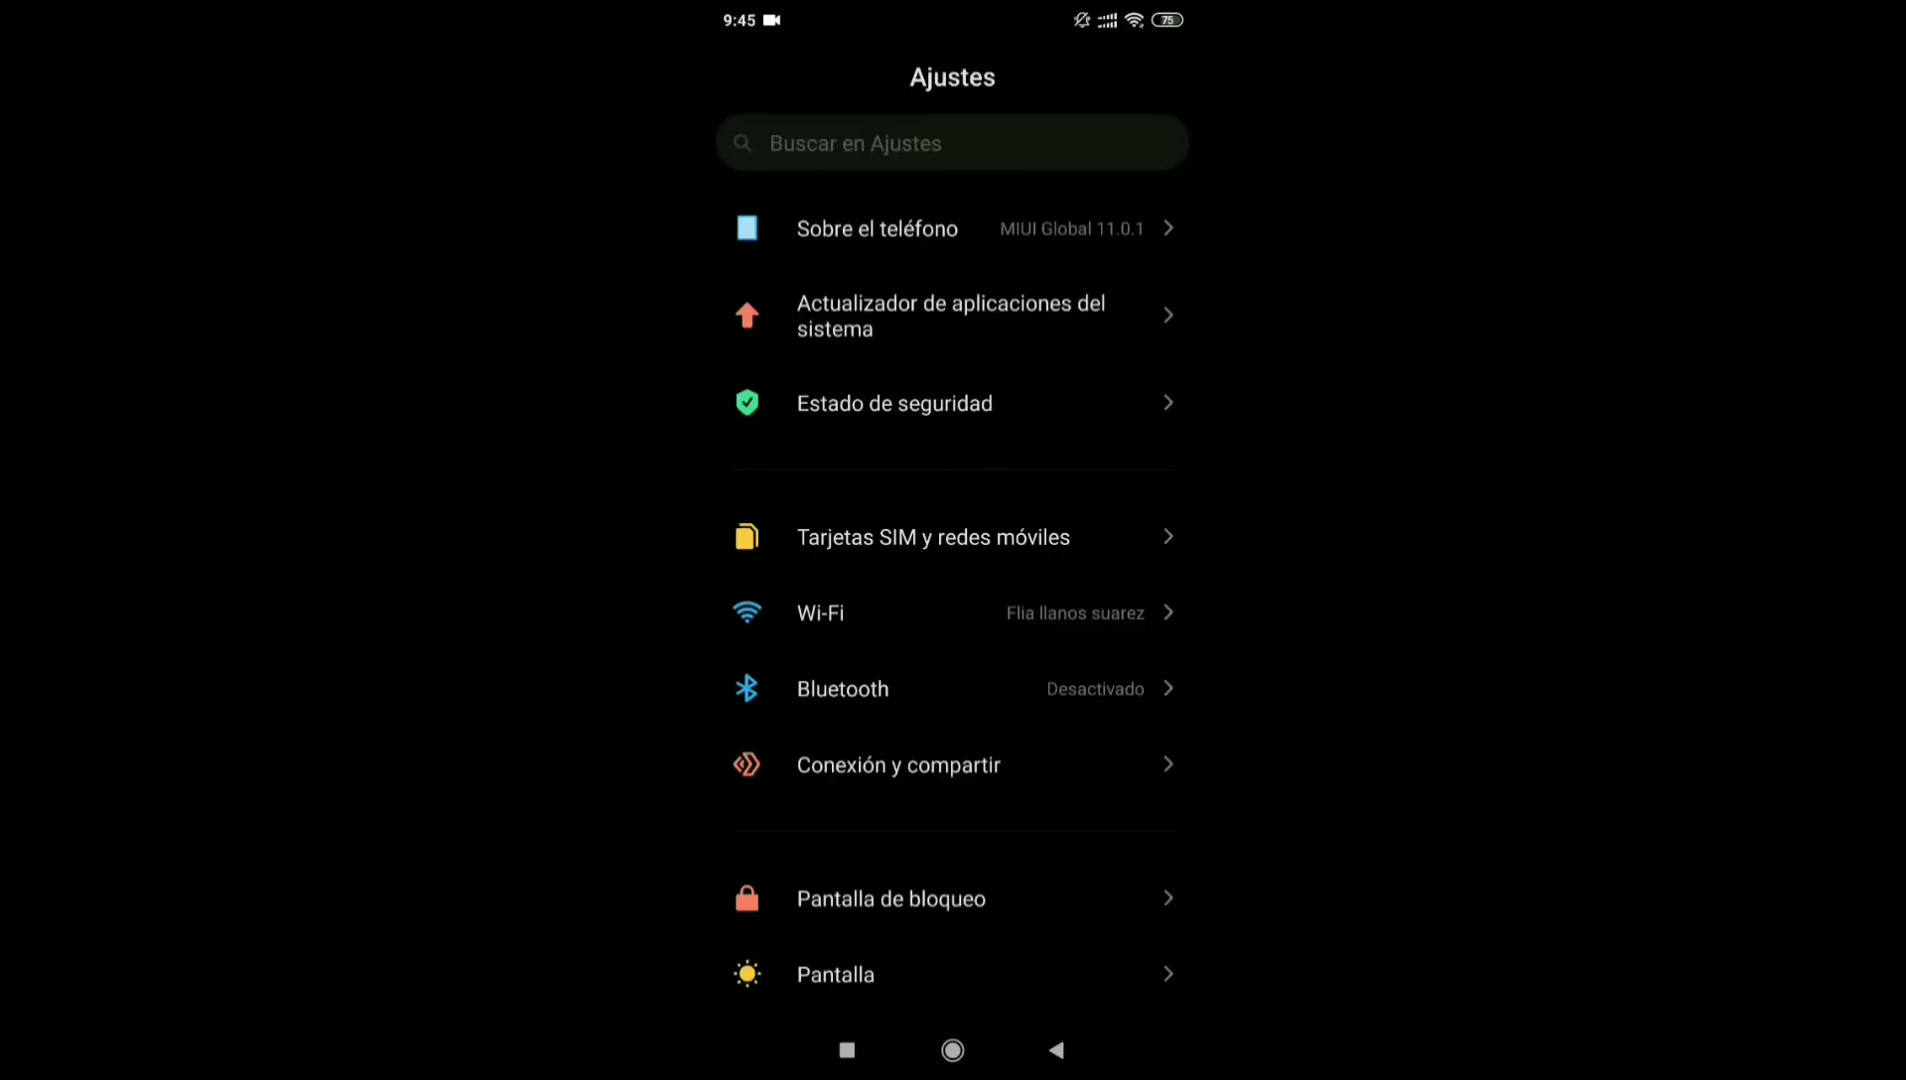 9:45
75
Ajustes
Buscar en Ajustes
Sobre el teléfono MIUI Global 11.0.1
Actualizador de aplicaciones del
sistema
Estado de seguridad
Tarjetas SIM y redes móviles
Wi-Fi Flia llanos suarez
Bluetooth Desactivado
Conexión y compartir
Pantalla de bloqueo
Pantalla